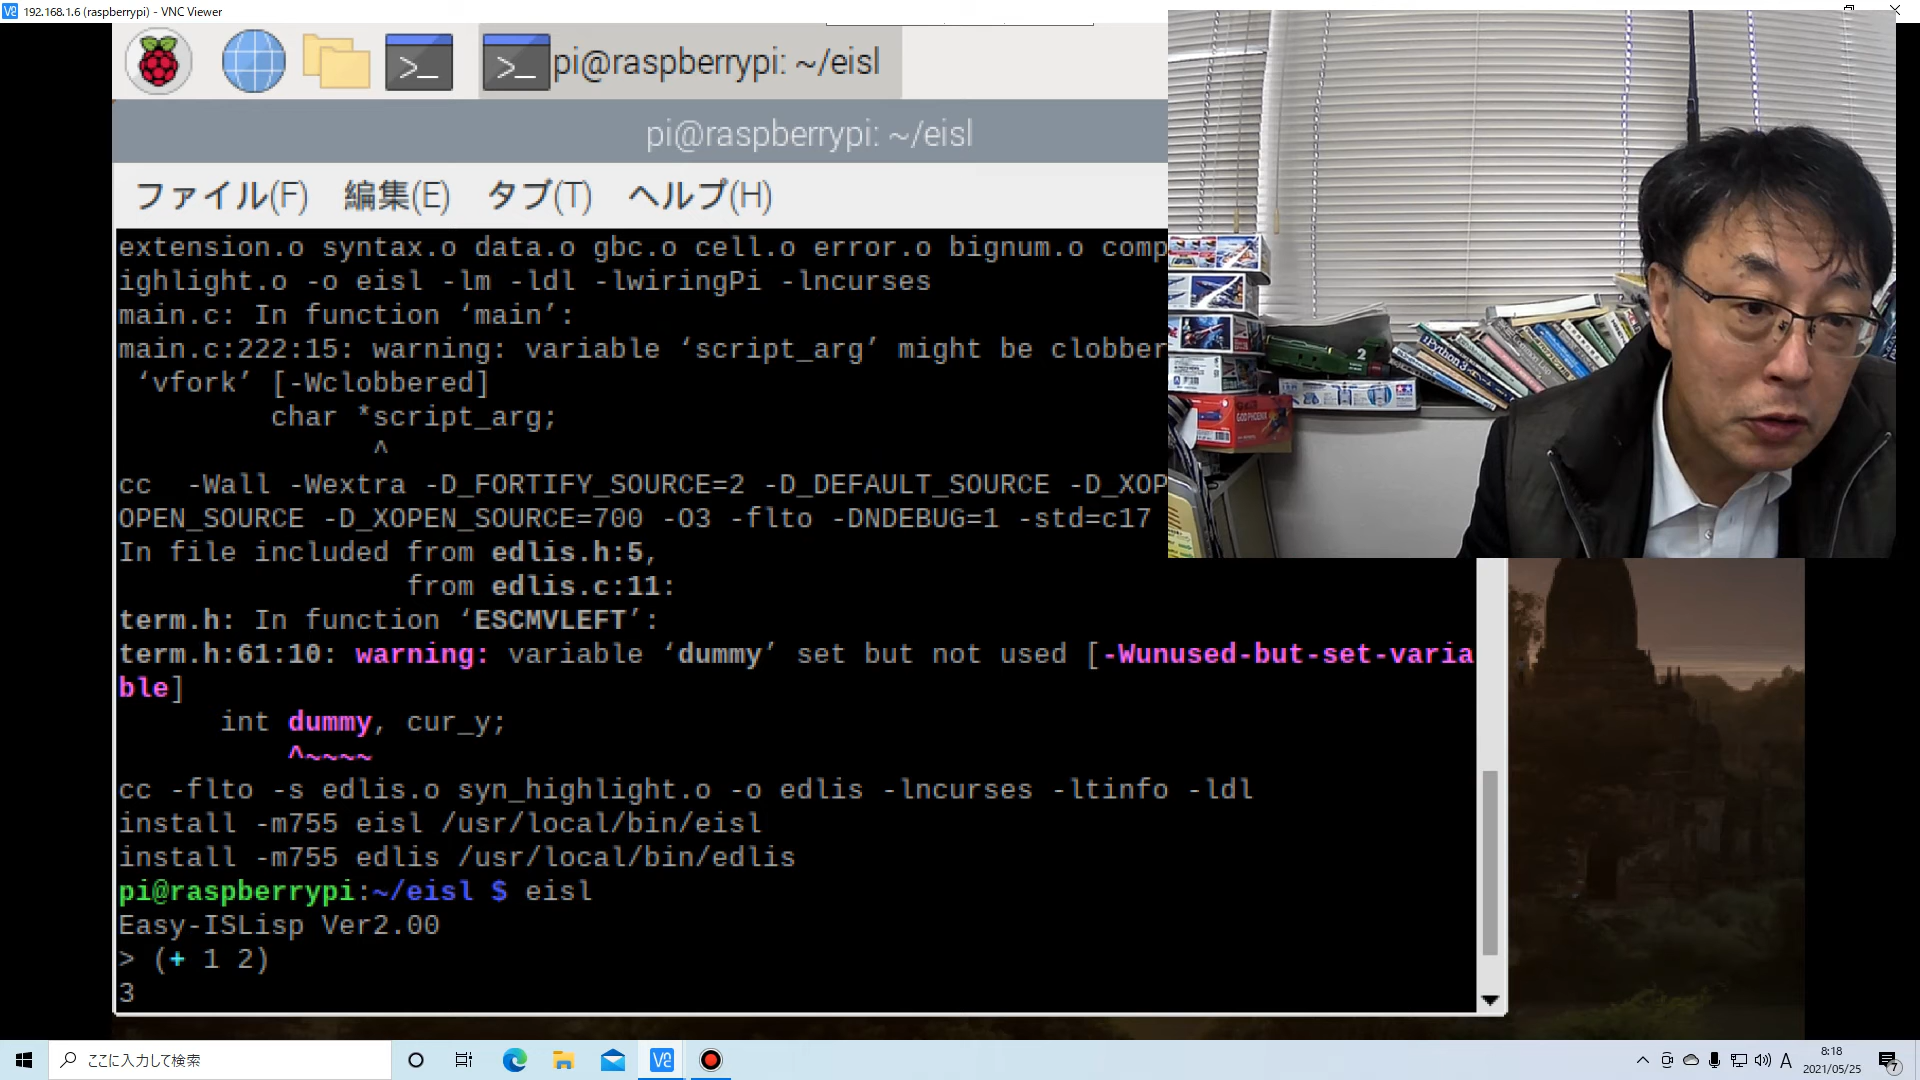 192.168.1.6 (raspberrypi) - VNC Viewer
pi@raspberrypi: ~/eisl
pi@raspberrypi: ~/eisl
ファイル(F) 編集(E) タブ(T) ヘルプ(H)
extension.o syntax.o data.o gbc.o cell.o error.o bignum.o comp
ighlight.o -o eisl -lm -ldl -lwiringPi -lncurses
main.c: In function ‘main’:
main.c:222:15: warning: variable ‘script_arg’ might be clobber
‘vfork’ [-Wclobbered]
char *script_arg;
^
cc -Wall -Wextra -D_FORTIFY_SOURCE=2 -D_DEFAULT_SOURCE -D_XOP
OPEN_SOURCE -D_XOPEN_SOURCE=700 -O3 -flto -DNDEBUG=1 -std=c17
In file included from edlis.h:5,
from edlis.c:11:
term.h: In function ‘ESCMVLEFT’:
term.h:61:10: warning: variable ‘dummy’ set but not used [-Wunused-but-set-varia
ble]
int dummy, cur_y;
^~~~~
cc -flto -s edlis.o syn_highlight.o -o edlis -lncurses -ltinfo -ldl
install -m755 eisl /usr/local/bin/eisl
install -m755 edlis /usr/local/bin/edlis
pi@raspberrypi:~/eisl $ eisl
Easy-ISLisp Ver2.00
> (+ 1 2)
3
2
Python3
GOD PHOENIX
ここに入力して検索
A
8:18
2021/05/25
7